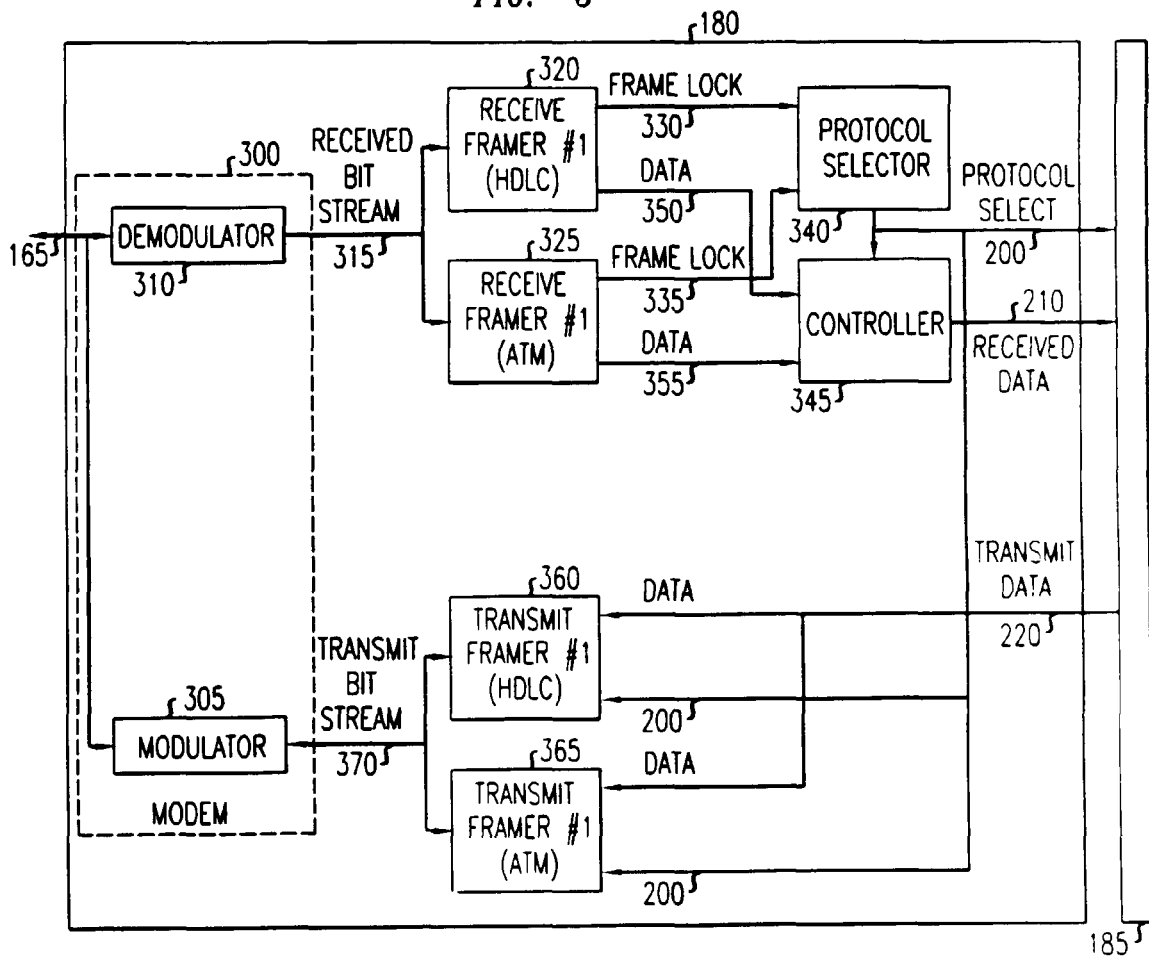 180
320
FRAME LOCK
330
RECEIVE
FRAMER #1
(HDLC)
DATA
350
PROTOCOL
SELECTOR
340
300
RECEIVED
BIT
STREAM
315
165
DEMODULATOR
310
325
RECEIVE
FRAMER #1
(ATM)
FRAME LOCK
335
DATA
355
CONTROLLER
345
PROTOCOL
SELECT
200
210
RECEIVED
DATA
TRANSMIT
DATA
220
360
TRANSMIT
FRAMER #1
(HDLC)
DATA
200
TRANSMIT
BIT
STREAM
370
305
MODULATOR
MODEM
365
TRANSMIT
FRAMER #1
(ATM)
DATA
200
185